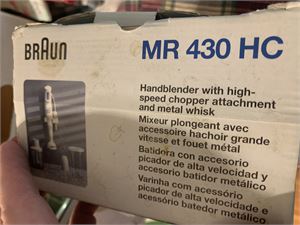 BRAUN
MR 430 HC
Handblender with high-
speed chopper attachment
and metal whisk
Mixeur plongeant avec
accessoire hachoir grande
vitesse et fouet métal
Batidora con accesorio
picador de alta velocidad y
accesorio batidor metálico
Varinha com acessório
picador de alta velocidade e
acessório batedor metálico